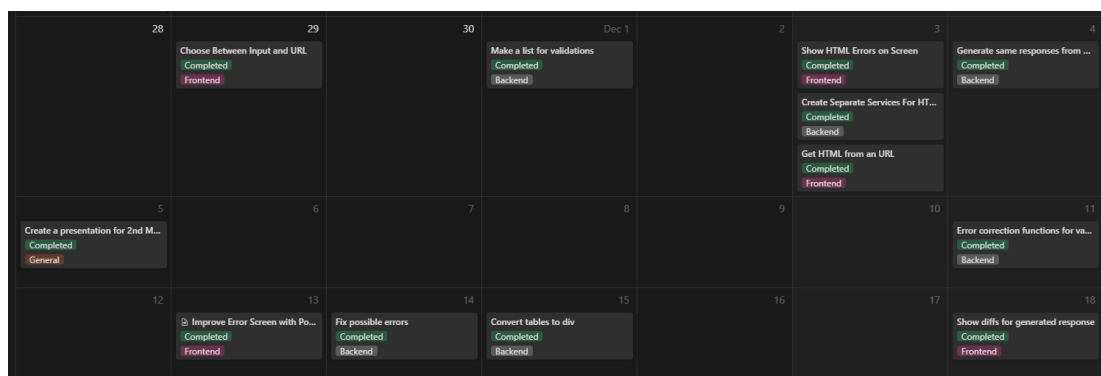 28
29
30
Dec 1
2
3
4
Choose Between Input and URL
Completed
Frontend
Make a list for validations
Completed
Backend
Show HTML Errors on Screen
Completed
Frontend
Create Separate Services For HT...
Completed
Backend
Get HTML from an URL
Completed
Frontend
Generate same responses from ...
Completed
Backend
5
6
7
8
9
10
11
Create a presentation for 2nd M...
Completed
General
Error correction functions for va...
Completed
Backend
12
13
14
15
16
17
18
Improve Error Screen with Po...
Completed
Frontend
Fix possible errors
Completed
Backend
Convert tables to div
Completed
Backend
Show diffs for generated response
Completed
Frontend